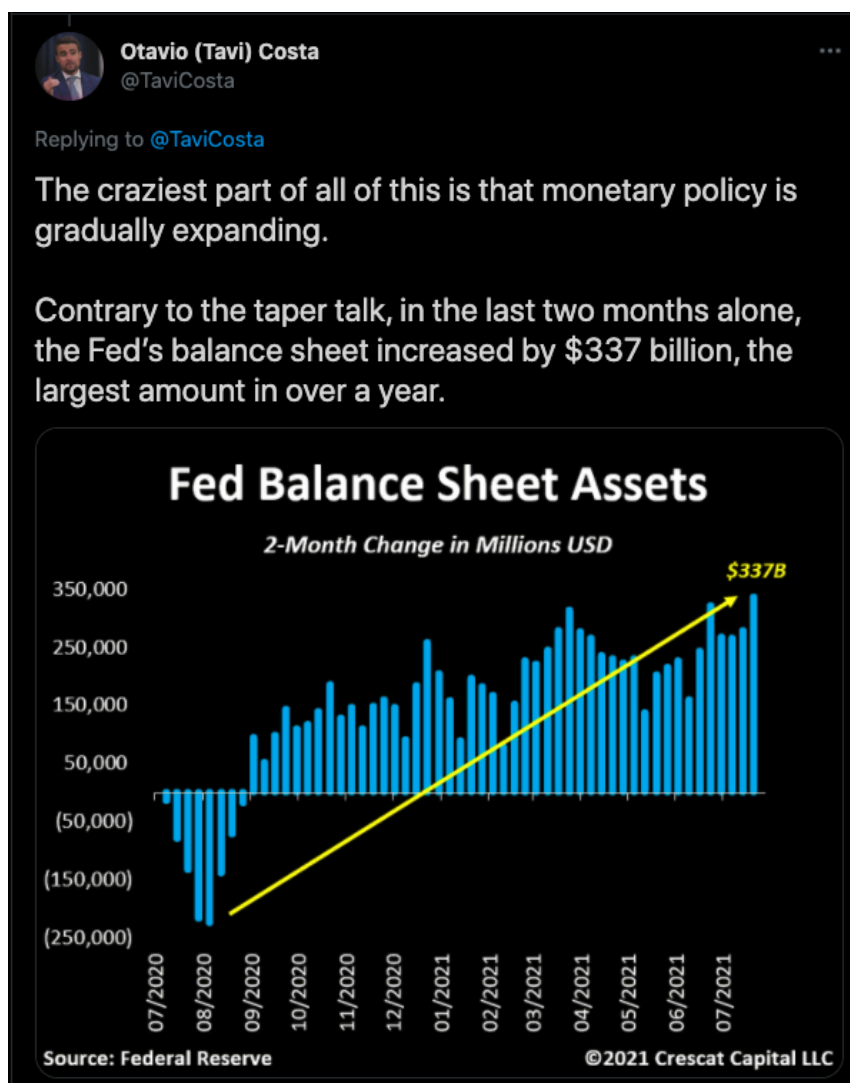 Otavio (Tavi) Costa
@TaviCosta
Replying to @TaviCosta
The craziest part of all of this is that monetary policy is
gradually expanding.
Contrary to the taper talk, in the last two months alone,
the Fed’s balance sheet increased by $337 billion, the
largest amount in over a year.
Fed Balance Sheet Assets
2-Month Change in Millions USD
$337B
350,000
250,000
150,000
50,000
(50,000)
(150,000)
(250,000)
07/2020
08/2020
09/2020
10/2020
11/2020
12/2020
01/2021
02/2021
03/2021
04/2021
05/2021
06/2021
07/2021
Source: Federal Reserve
©2021 Crescat Capital LLC